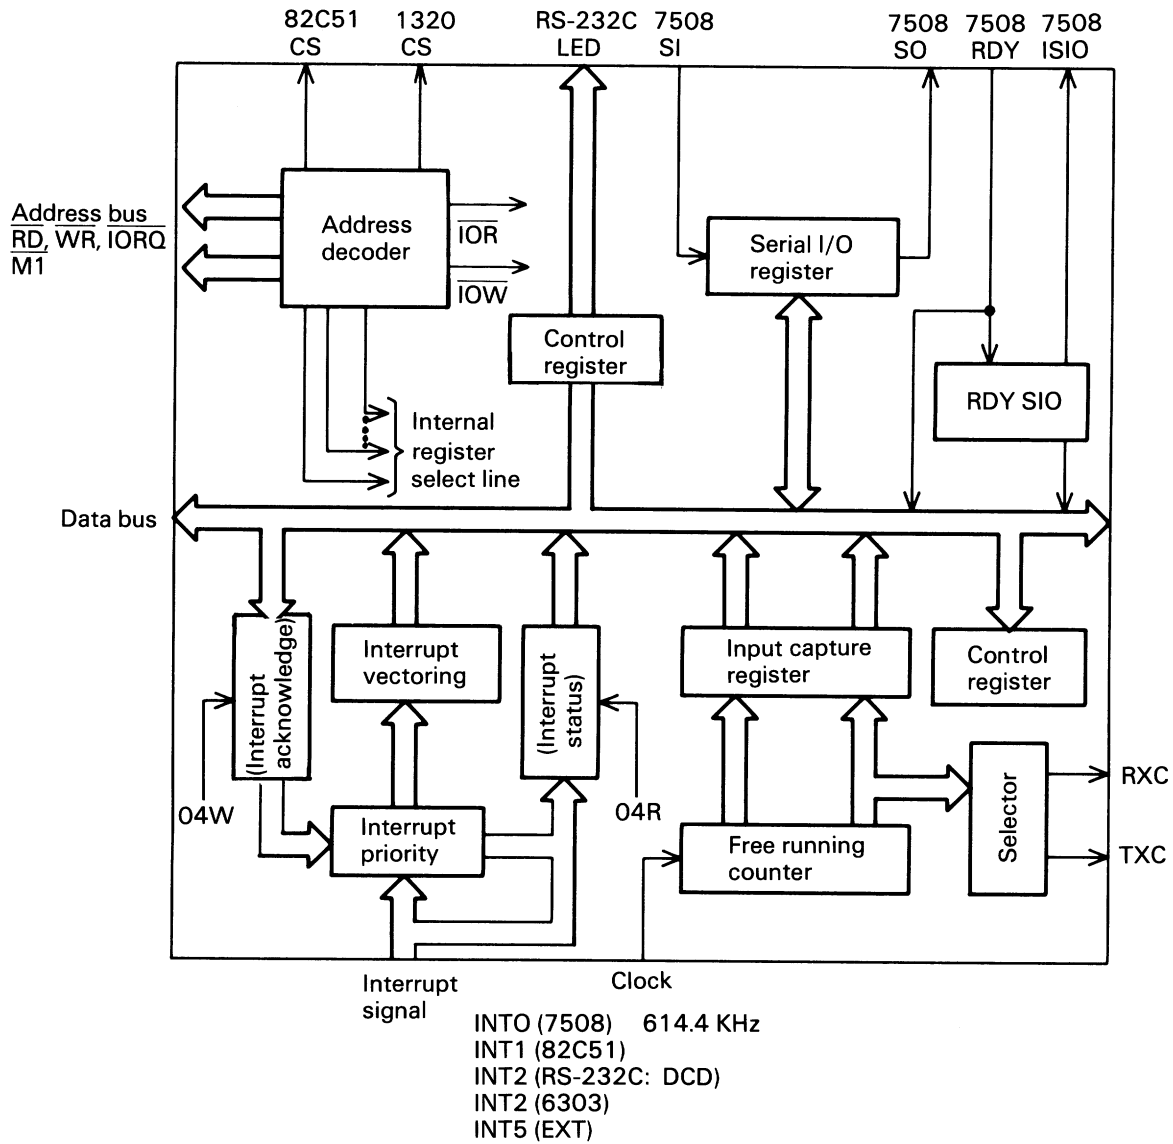 82C51
CS
1320
CS
RS-232C
LED
7508
SI
7508
SO
7508
RDY
7508
ISIO
Address bus
RD, WR, IORQ
M1
Address
decoder
IOR
IOW
Serial I/O
register
Control
register
RDY SIO
Internal
register
select line
Data bus
(Interrupt
acknowledge)
Interrupt
vectoring
(Interrupt
status)
Input capture
register
Control
register
04W
Interrupt
priority
04R
Free running
counter
Selector
RXC
TXC
Interrupt
signal
Clock
INTO (7508) 614.4 KHz
INT1 (82C51)
INT2 (RS-232C: DCD)
INT2 (6303)
INT5 (EXT)